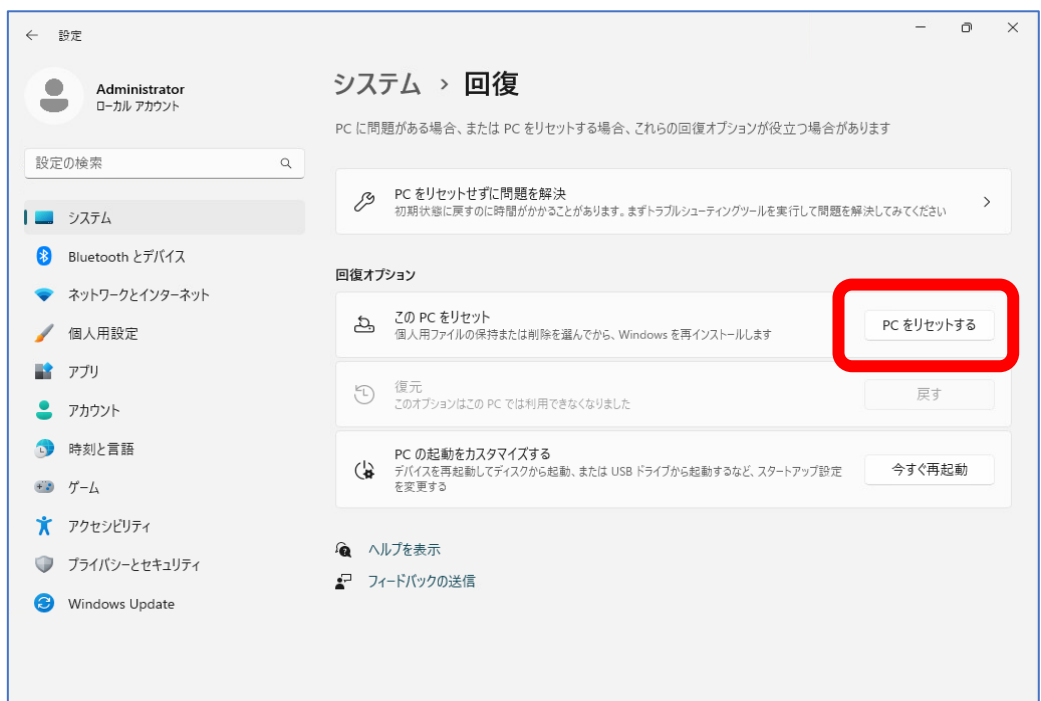 設定
Administrator
ローカル アカウント
設定の検索
システム
Bluetooth とデバイス
ネットワークとインターネット
個人用設定
アプリ
アカウント
時刻と言語
ゲーム
アクセシビリティ
プライバシーとセキュリティ
Windows Update
システム › 回復
PC に問題がある場合、または PC をリセットする場合、これらの回復オプションが役立つ場合があります
PC をリセットせずに問題を解決
初期状態に戻すのに時間がかかることがあります。まずトラブルシューティングツールを実行して問題を解決してみてください
回復オプション
この PC をリセット
個人用ファイルの保持または削除を選んでから、Windows を再インストールします
PC をリセットする
復元
このオプションはこの PC では利用できなくなりました
戻す
PC の起動をカスタマイズする
デバイスを再起動してディスクから起動、または USB ドライブから起動するなど、スタートアップ設定
を変更する
今すぐ再起動
ヘルプを表示
フィードバックの送信